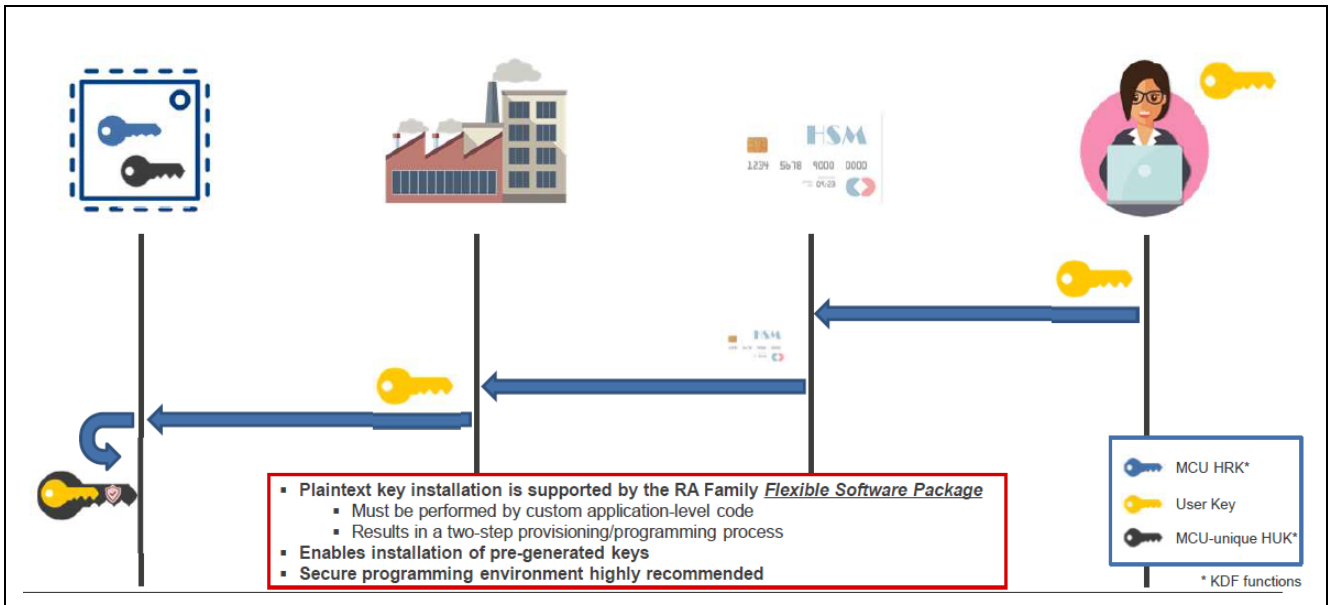 HSM
1234 5678 9000 0000
04/23
HSM
▪ Plaintext key installation is supported by the RA Family Flexible Software Package
▪ Must be performed by custom application-level code
▪ Results in a two-step provisioning/programming process
▪ Enables installation of pre-generated keys
▪ Secure programming environment highly recommended
MCU HRK*
User Key
MCU-unique HUK*
* KDF functions